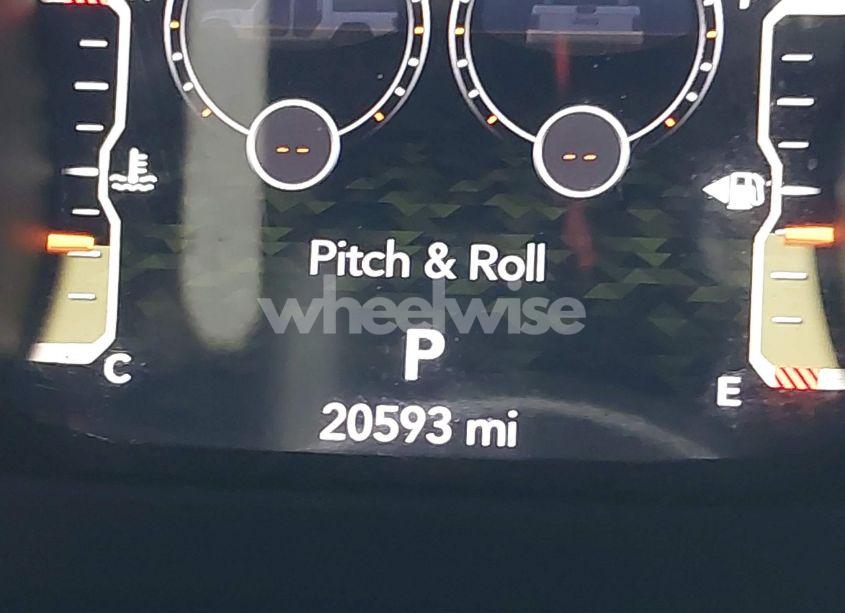 -- --
Pitch & Roll
wheelwise
P
C E
20593 mi